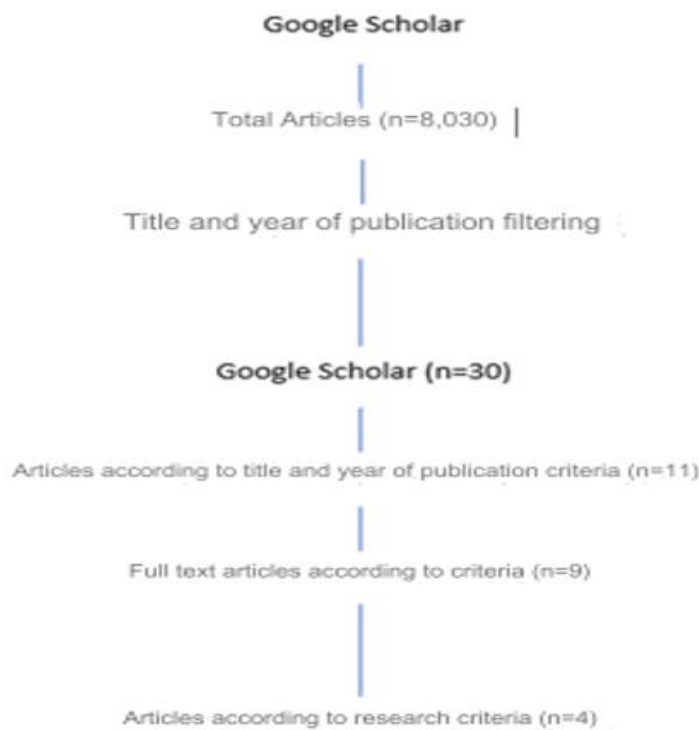 Google Scholar
Total Articles (n=8,030)
Title and year of publication filtering
Google Scholar (n=30)
Articles according to title and year of publication criteria (n=11)
Full text articles according to criteria (n=9)
Articles according to research criteria (n=4)